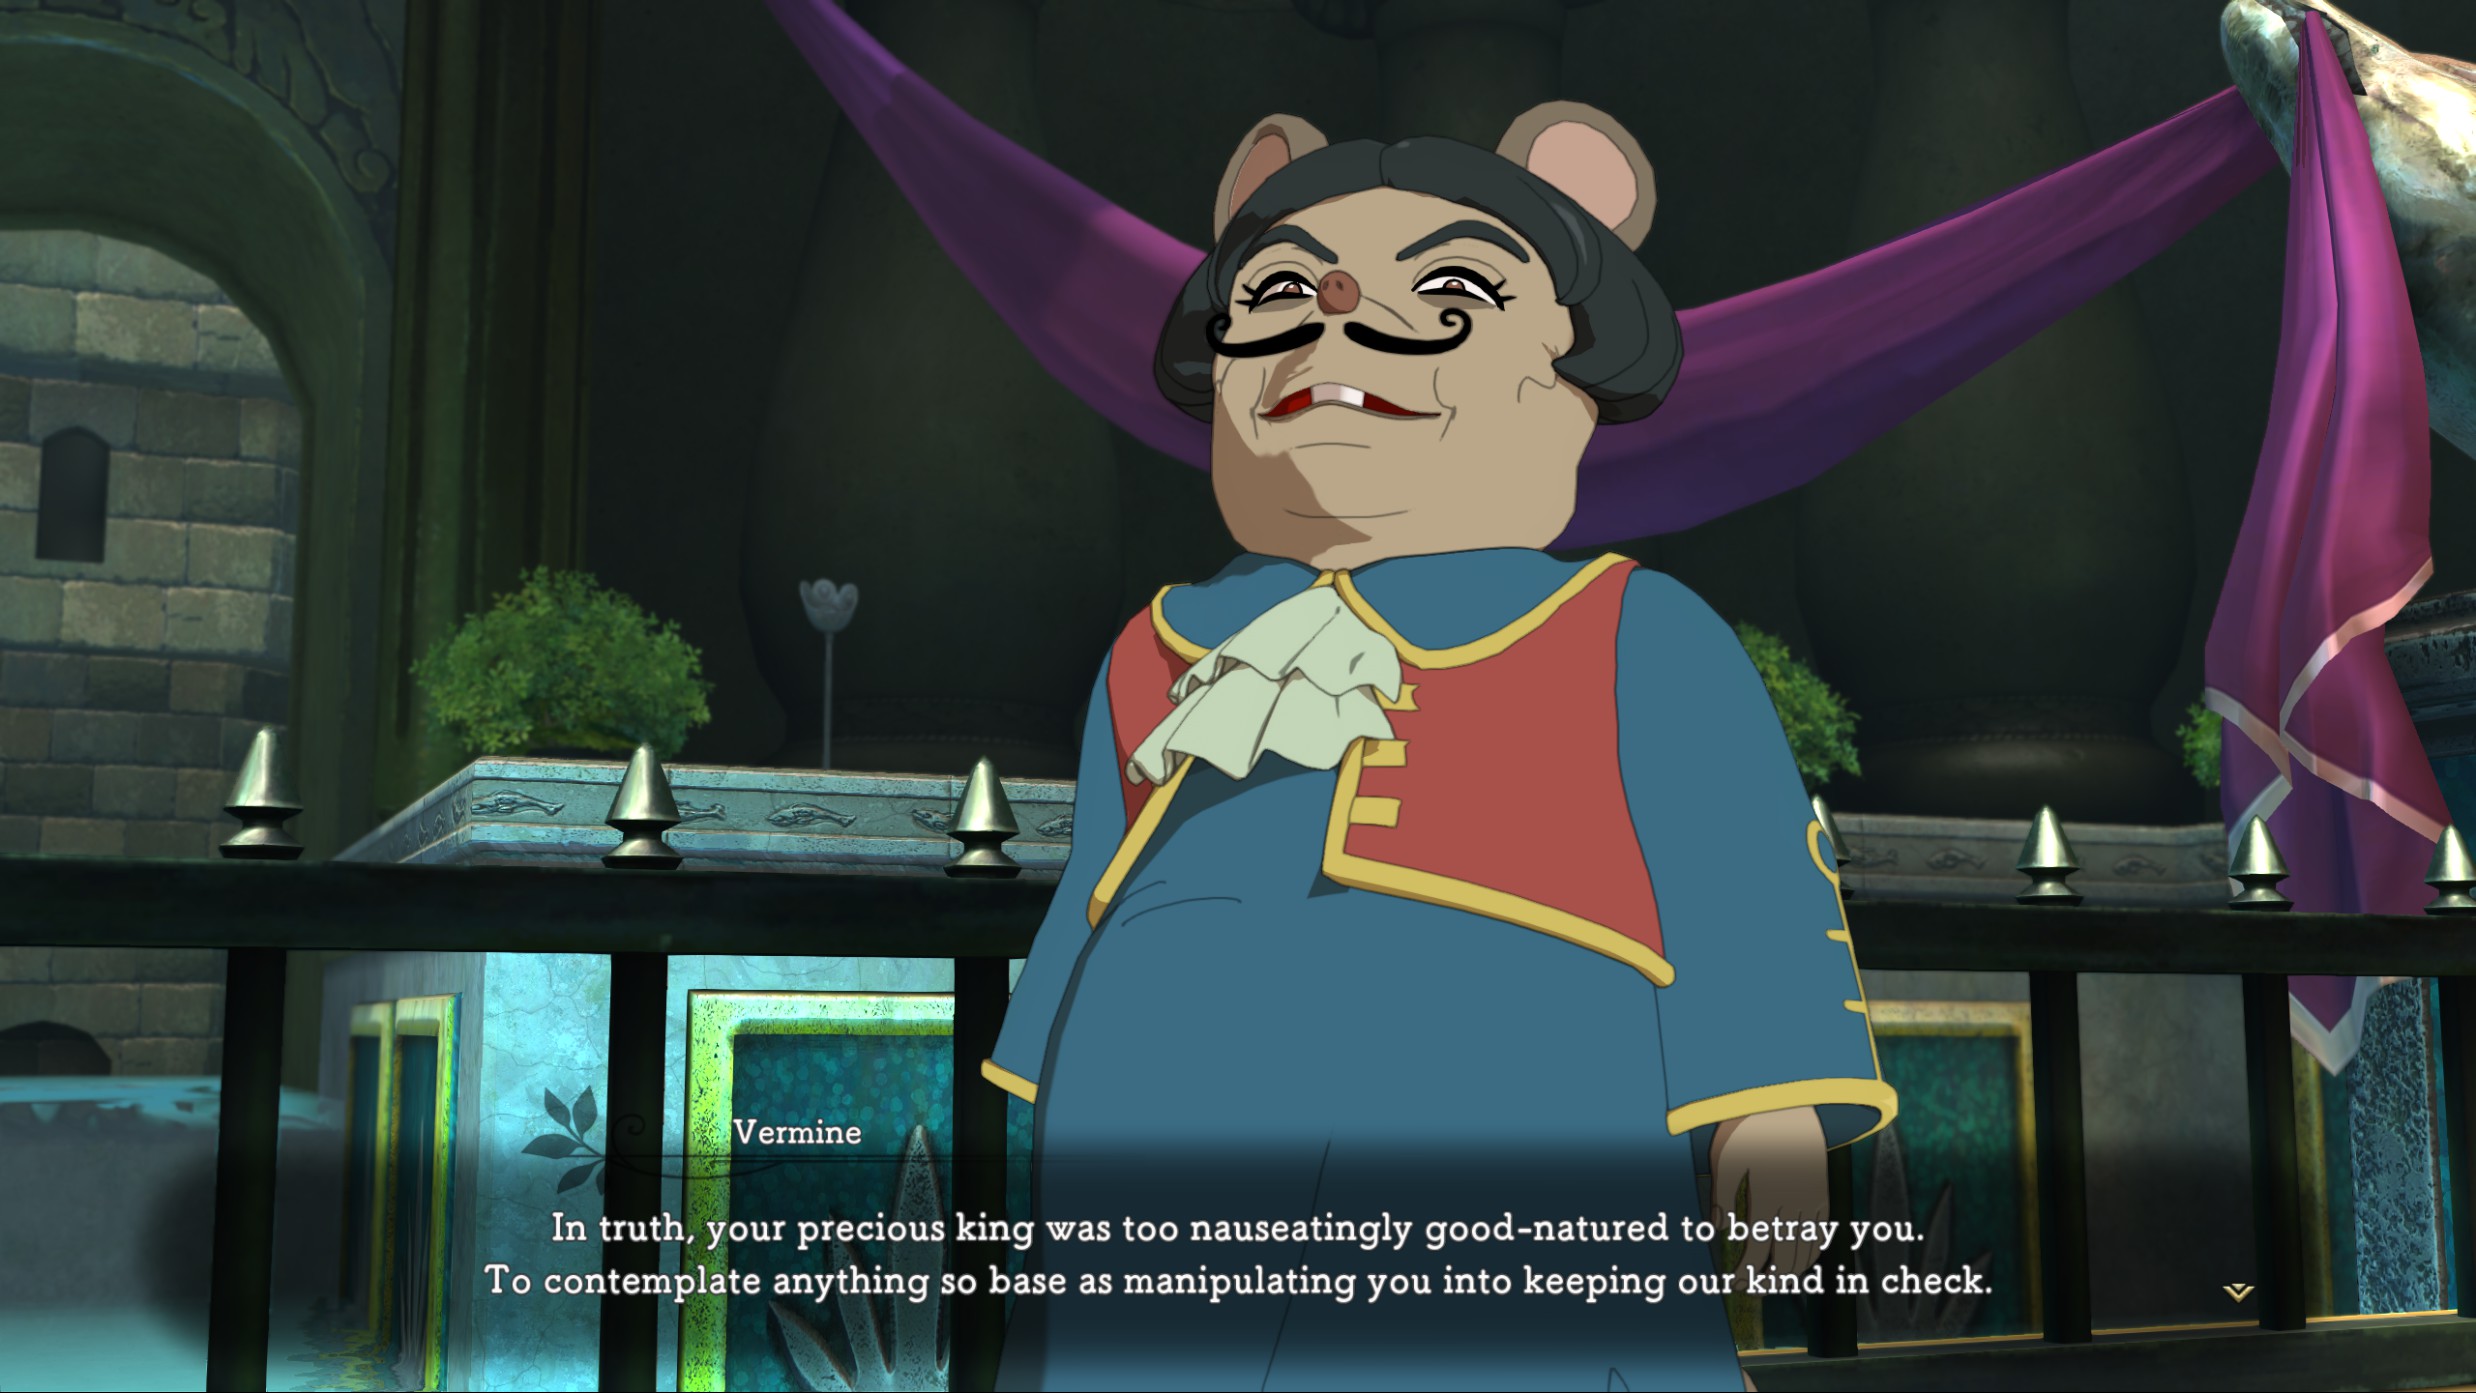 Vermine
In truth, your precious king was too nauseatingly good-natured to betray you.
To contemplate anything so base as manipulating you into keeping our kind in check.